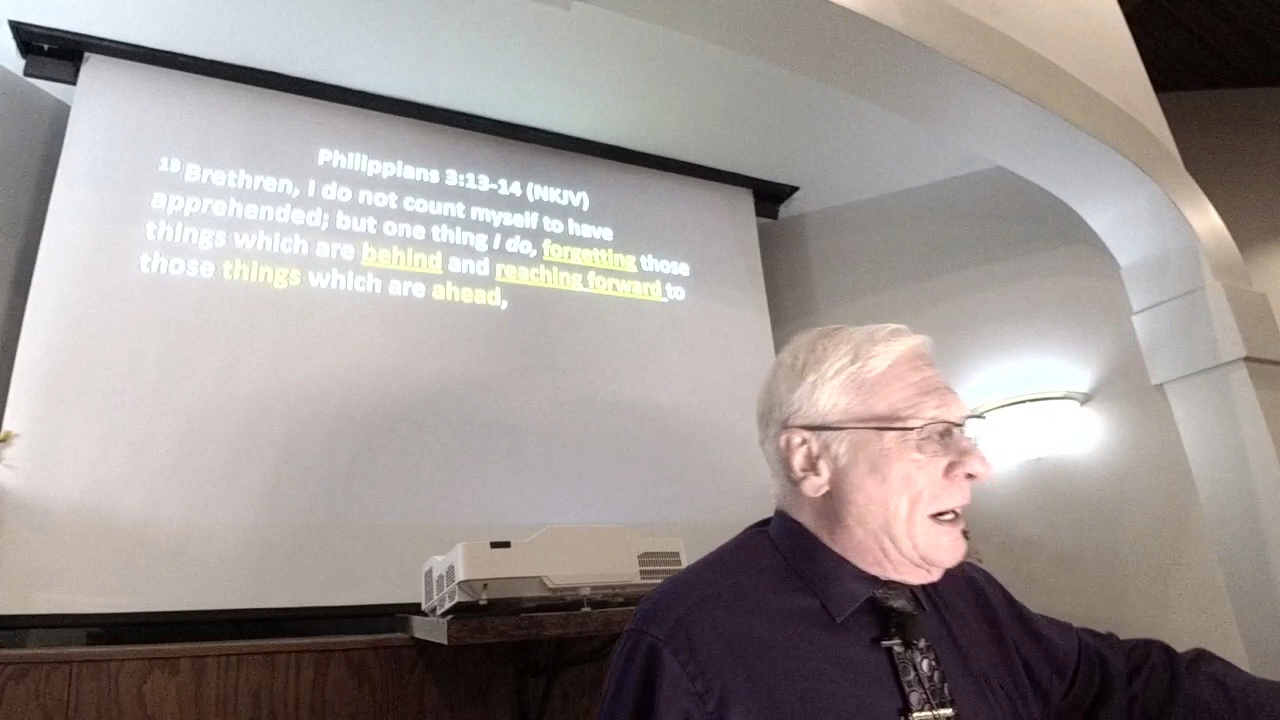 Philippians 3:13-14 (NKJV)
13 Brethren, I do not count myself to have
apprehended; but one thing I do, forgetting those
things which are behind and reaching forward to
those things which are ahead,